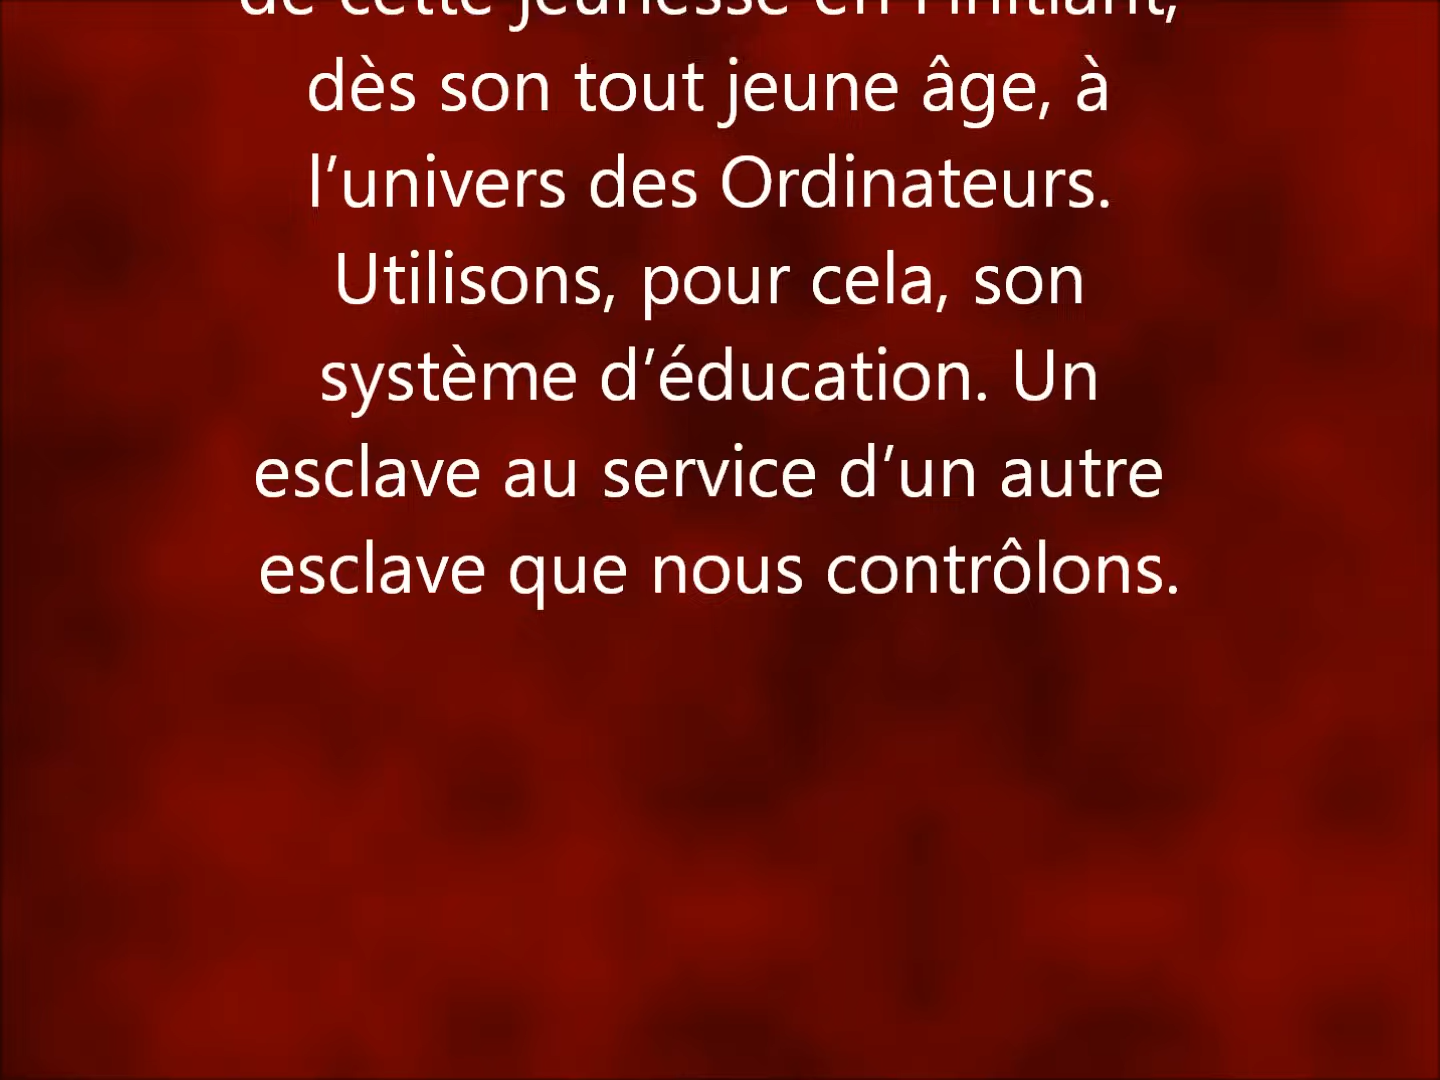 de cette jeunesse en l’initiant,
dès son tout jeune âge, à
l’univers des Ordinateurs.
Utilisons, pour cela, son
système d’éducation. Un
esclave au service d’un autre
esclave que nous contrôlons.